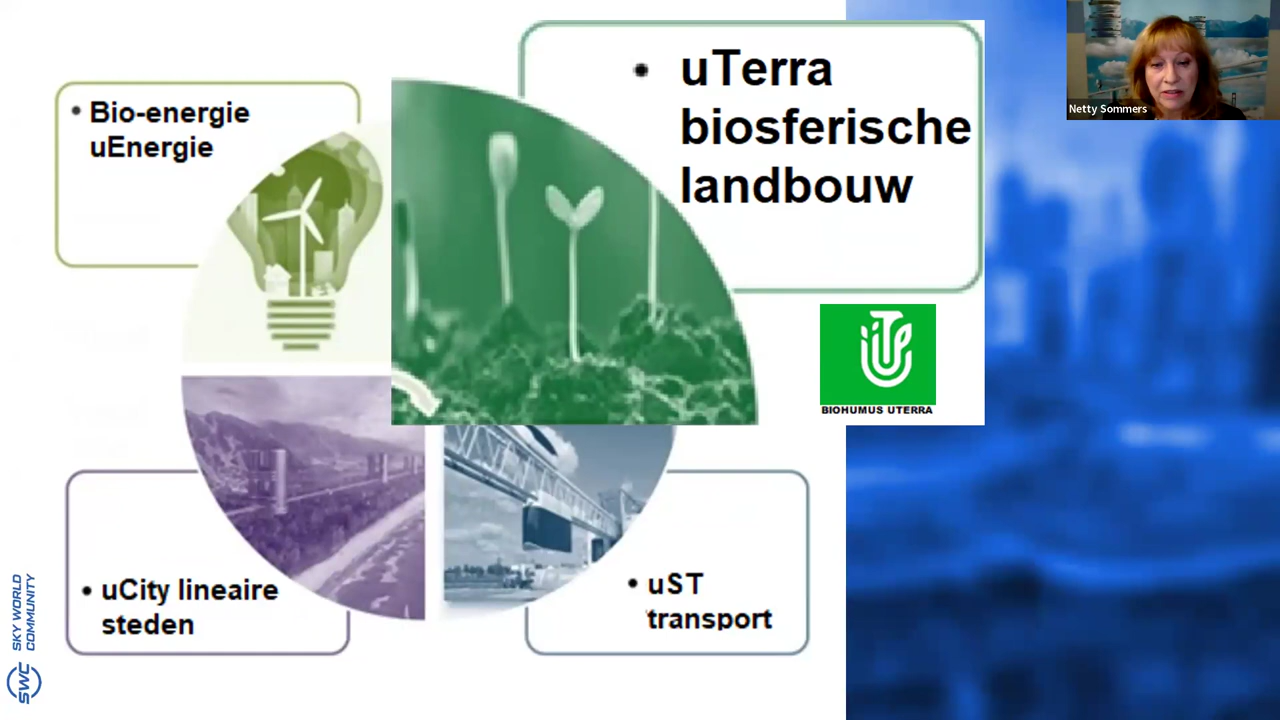 • Bio-energie
uEnergie
• uTerra
biosferische
landbouw
Netty Sommers
BIOHUMUS UTERRA
• uCity lineaire
steden
• uST
transport
SWC
SKY WORLD
COMMUNITY